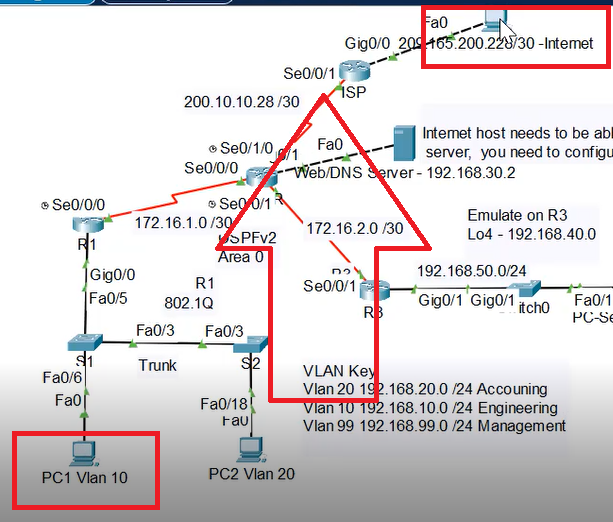 Fa0
Gig0/0 209.165.200.228/30 -Internet
Se0/0/1
ISP
200.10.10.28 /30
Se0/1/0
0/1
Fa0
Internet host needs to be
server, you need to
Se0/0/0
Web/DNS Server - 192.168.30.2
Se0/0/0
Se0/0/1
172.16.1.0 /30
172.16.2.0 /30
Emulate on R3
Lo4 - 192.168.40.0
R1
OSPFv2
Area 0
192.168.50.0/24
Gig0/0
R1
802.1Q
Se0/0/1
Fa0/5
Gig0/1
Gig0/1
Fa0/1
R3
Fa0/3
Fa0/3
S1
Trunk
S2
Fa0/6
Fa0
VLAN Key
Vlan 20 192.168.20.0 /24 Accouning
Vlan 10 192.168.10.0 /24 Engineering
Vlan 99 192.168.99.0 /24 Management
Fa0/18
Fa0
PC1 Vlan 10
PC2 Vlan 20